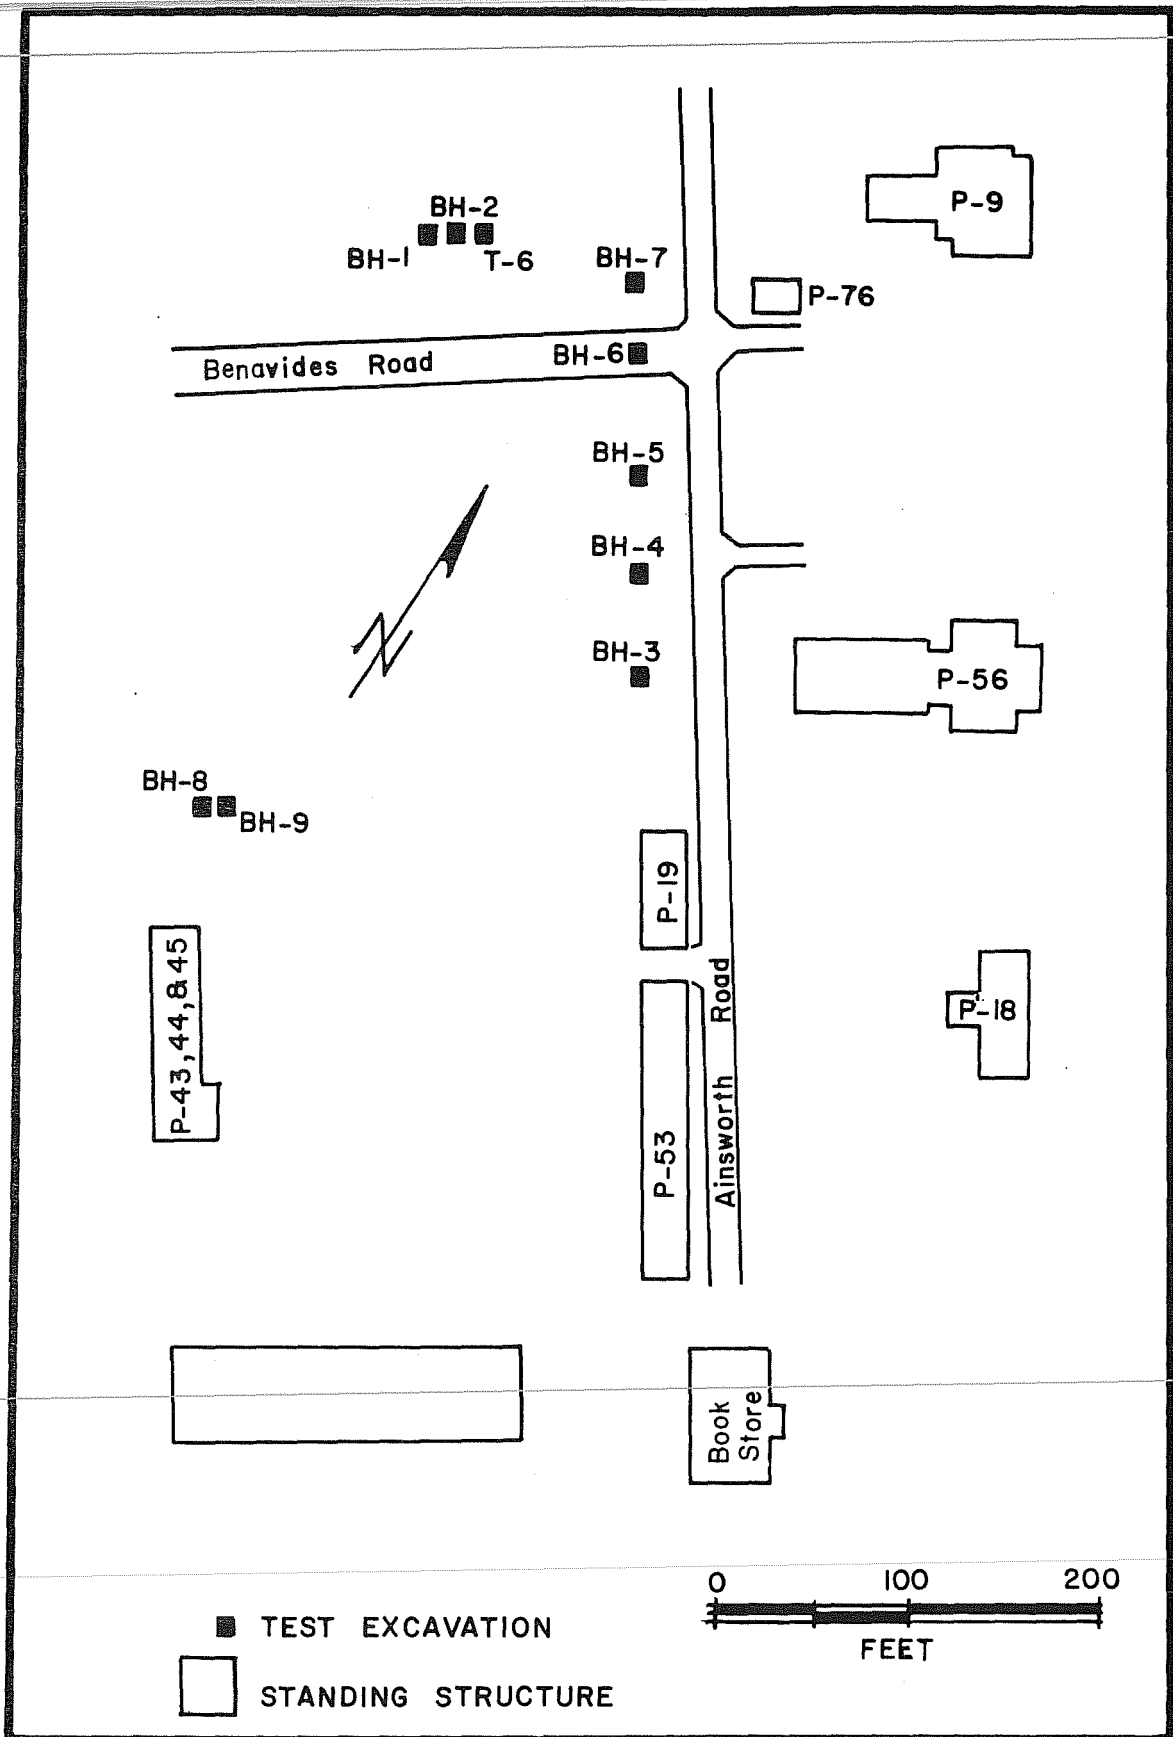 P-9
BH-2
BH-1
T-6
BH-7
P-76
BH-6
Benavides Road
BH-5
BH-4
N
BH-3
P-56
BH-8
BH-9
P-19
P-43,44,&45
Ainsworth Road
P-18
P-53
Book
Store
0 100 200
FEET
TEST EXCAVATION
STANDING STRUCTURE